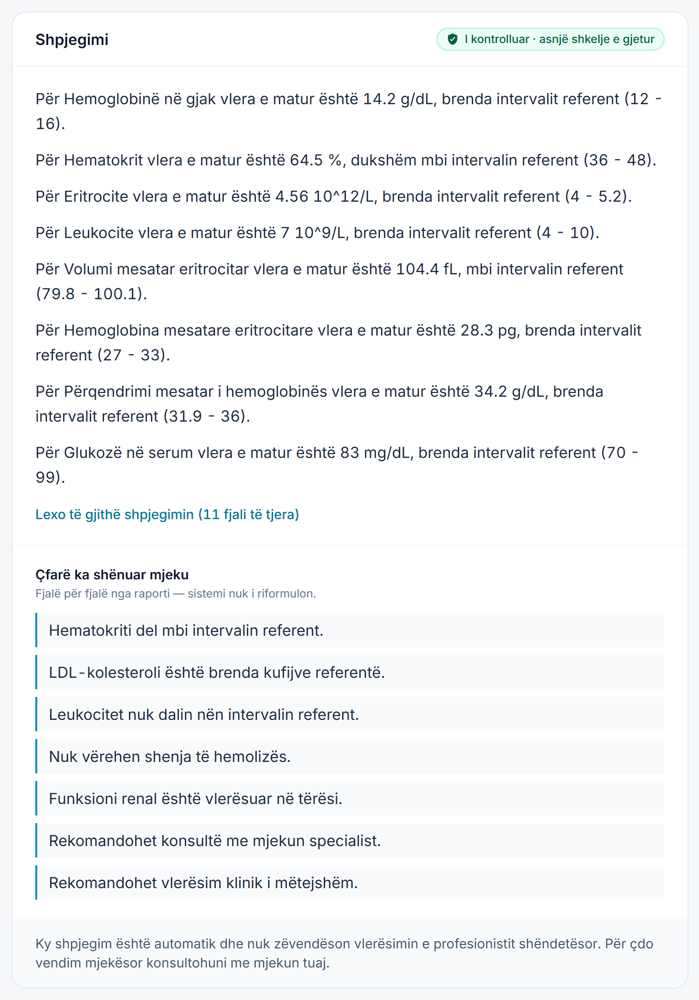 Shpjegimi
I kontrolluar · asnjë shkelje e gjetur
Për Hemoglobinë në gjak vlera e matur është 14.2 g/dL, brenda intervalit referent (12 -
16).
Për Hematokrit vlera e matur është 64.5 %, dukshëm mbi intervalin referent (36 - 48).
Për Eritrocite vlera e matur është 4.56 10^12/L, brenda intervalit referent (4 - 5.2).
Për Leukocite vlera e matur është 7 10^9/L, brenda intervalit referent (4 - 10).
Për Volumi mesatar eritrocitar vlera e matur është 104.4 fL, mbi intervalin referent
(79.8 - 100.1).
Për Hemoglobina mesatare eritrocitare vlera e matur është 28.3 pg, brenda intervalit
referent (27 - 33).
Për Përqendrimi mesatar i hemoglobinës vlera e matur është 34.2 g/dL, brenda
intervalit referent (31.9 - 36).
Për Glukozë në serum vlera e matur është 83 mg/dL, brenda intervalit referent (70 -
99).
Lexo të gjithë shpjegimin (11 fjali të tjera)
Çfarë ka shënuar mjeku
Fjalë për fjalë nga raporti — sistemi nuk i riformulon.
Hematokriti del mbi intervalin referent.
LDL-kolesteroli është brenda kufijve referentë.
Leukocitet nuk dalin nën intervalin referent.
Nuk vërehen shenja të hemolizës.
Funksioni renal është vlerësuar në tërësi.
Rekomandohet konsultë me mjekun specialist.
Rekomandohet vlerësim klinik i mëtejshëm.
Ky shpjegim është automatik dhe nuk zëvendëson vlerësimin e profesionistit shëndetësor. Për çdo
vendim mjekësor konsultohuni me mjekun tuaj.